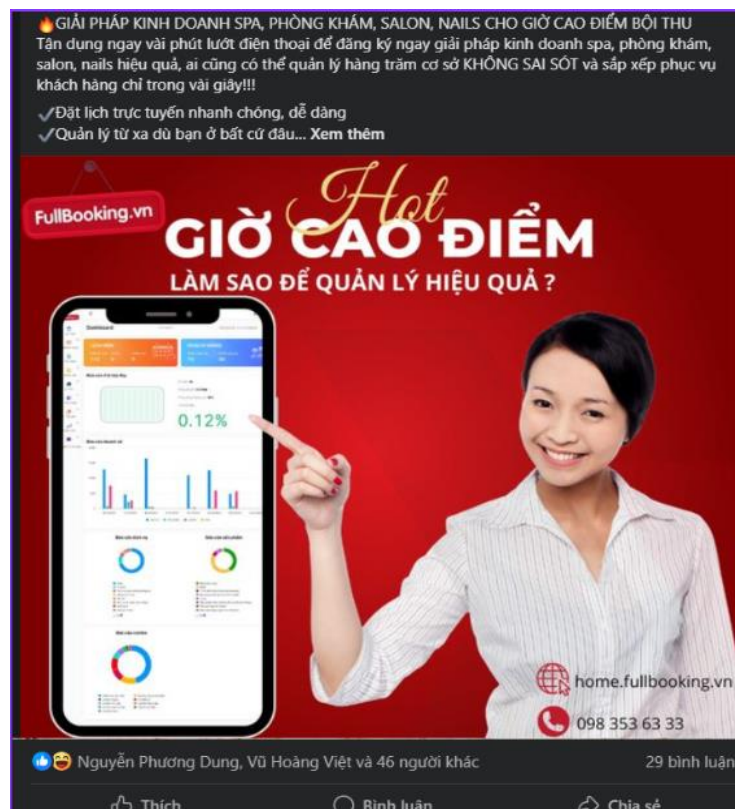 🔥GIẢI PHÁP KINH DOANH SPA, PHÒNG KHÁM, SALON, NAILS CHO GIỜ CAO ĐIỂM BỘI THU
Tận dụng ngay vài phút lướt điện thoại để đăng ký ngay giải pháp kinh doanh spa, phòng khám,
salon, nails hiệu quả, ai cũng có thể quản lý hàng trăm cơ sở KHÔNG SAI SÓT và sắp xếp phục vụ
khách hàng chỉ trong vài giây!!!
✓Đặt lịch trực tuyến nhanh chóng, dễ dàng
✓Quản lý từ xa dù bạn ở bất cứ đâu... Xem thêm
FullBooking.vn
Hot
GIỜ CAO ĐIỂM
LÀM SAO ĐỂ QUẢN LÝ HIỆU QUẢ ?
Dashboard
0.12%
home.fullbooking.vn
098 353 63 33
Nguyễn Phương Dung, Vũ Hoàng Việt và 46 người khác
29 bình luận
Thích
Bình luận
Chia sẻ